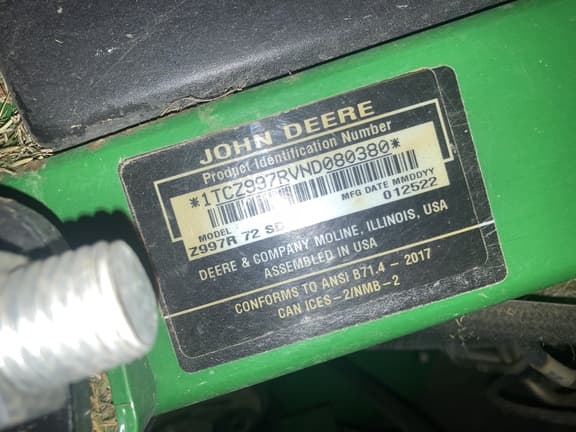 JOHN DEERE
Product Identification Number
*1TCZ997RVND080380*
MODEL
MFG DATE MMDDYY
Z997R 72 SD
012522
DEERE & COMPANY MOLINE, ILLINOIS, USA
ASSEMBLED IN USA
CONFORMS TO ANSI B71.4 - 2017
CAN ICES-2/NMB-2